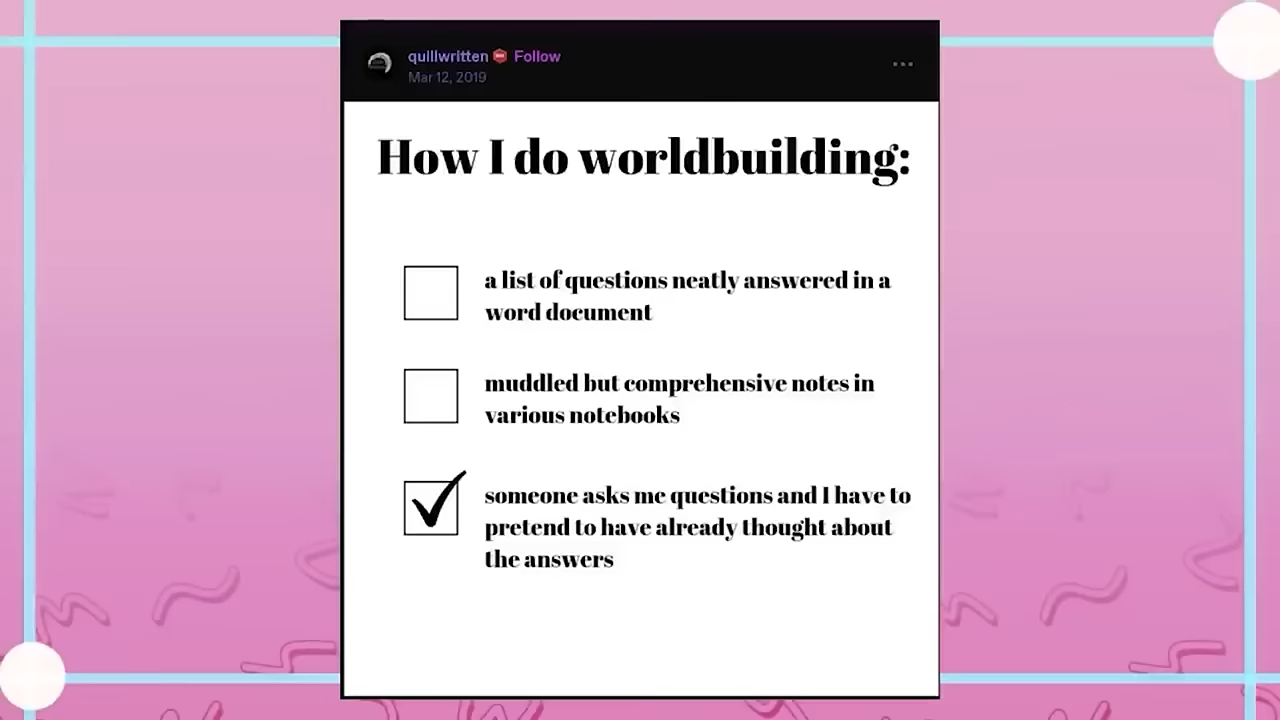 quillwritten Follow
Mar 12, 2019
How I do worldbuilding:
a list of questions neatly answered in a
word document
muddled but comprehensive notes in
various notebooks
someone asks me questions and I have to
pretend to have already thought about
the answers